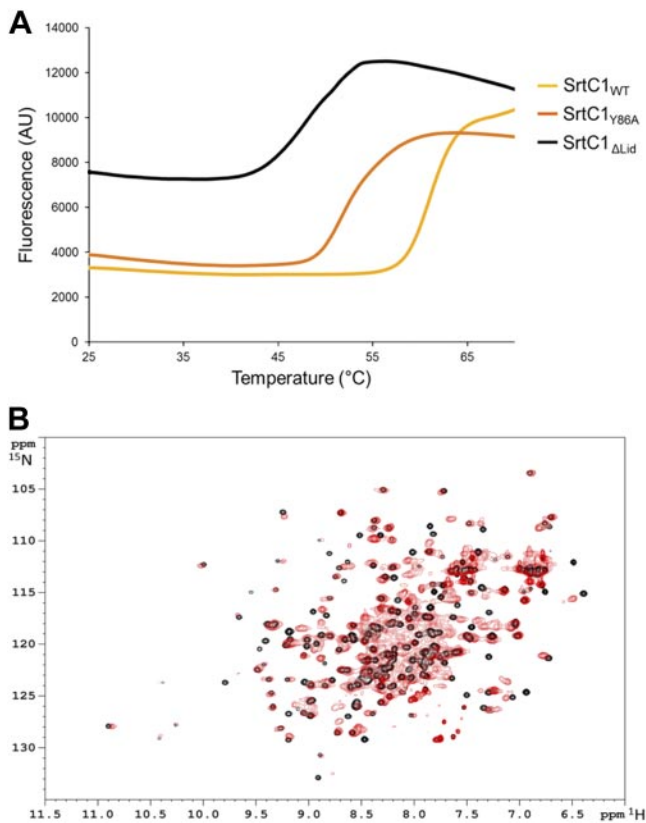 A
14000
12000
10000
8000
6000
4000
2000
0
Fluorescence (AU)
25 35 45 55 65
Temperature (°C)
SrtC1WT
SrtC1Y86A
SrtC1ΔLid
B
ppm
15N
105
110
115
120
125
130
11.5 11.0 10.5 10.0 9.5 9.0 8.5 8.0 7.5 7.0 6.5 ppm 1H